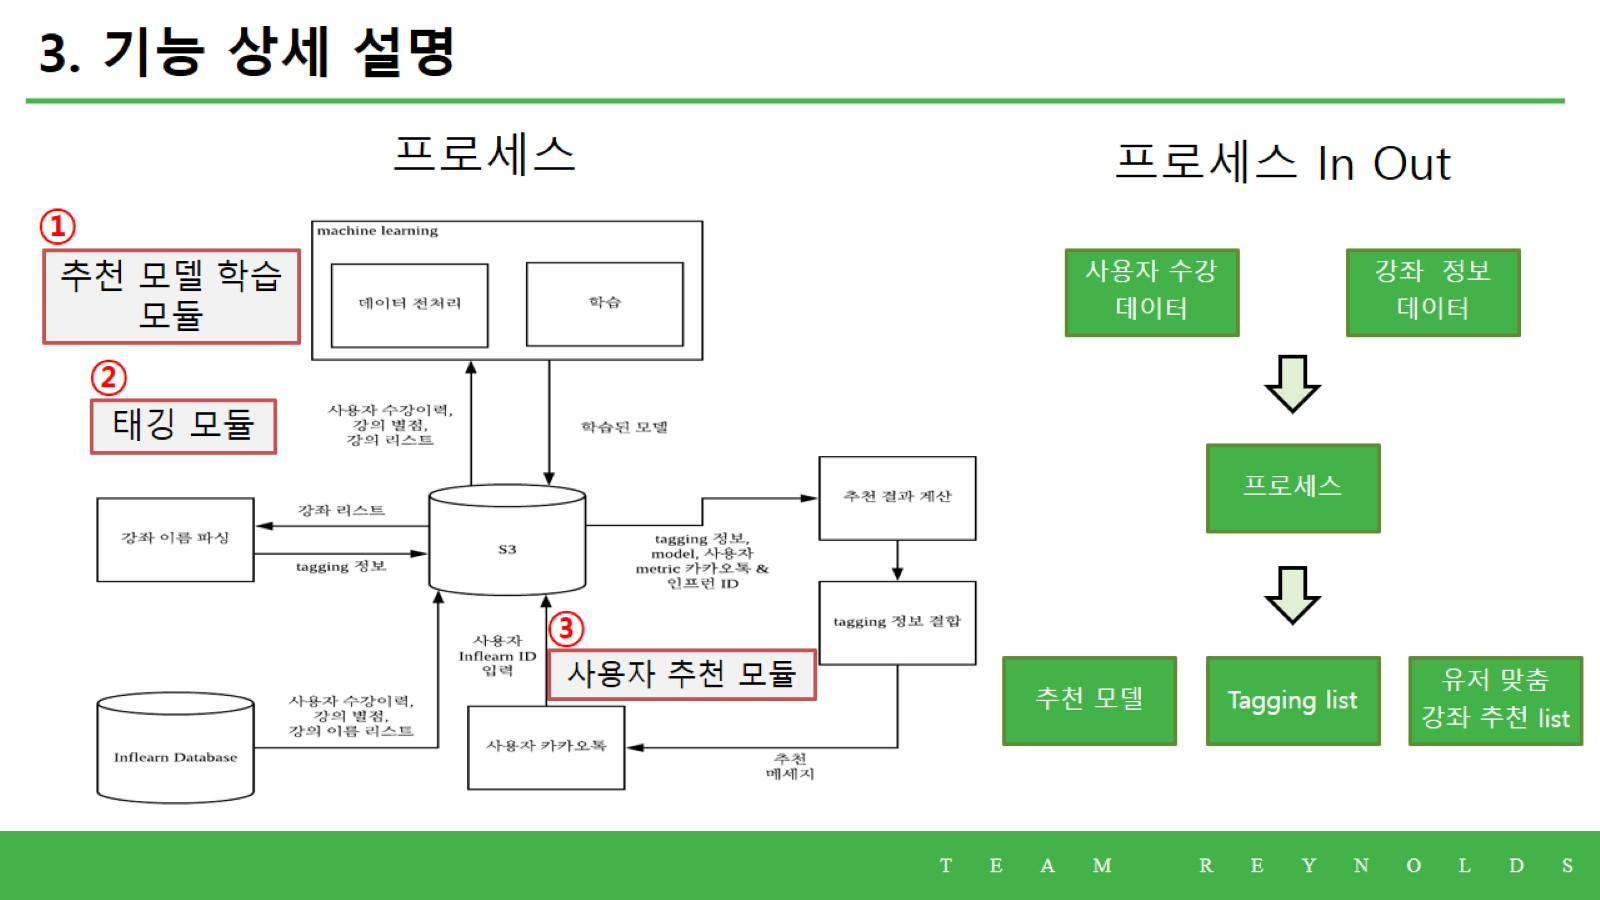 3. 기능 상세 설명
프로세스
①
추천 모델 학습
모듈
machine learning
데이터 전처리
학습
②
태깅 모듈
사용자 수강이력,
강의 별점,
강의 리스트
학습된 모델
강좌 이름 파싱
강좌 리스트
tagging 정보
S3
tagging 정보,
model, 사용자
metric 카카오톡 &
인프런 ID
추천 결과 계산
tagging 정보 결합
③
사용자 추천 모듈
사용자
Inflearn ID
입력
사용자 수강이력,
강의 별점,
강의 이름 리스트
Inflearn Database
사용자 카카오톡
추천
메세지
프로세스 In Out
사용자 수강
데이터
강좌 정보
데이터
프로세스
추천 모델
Tagging list
유저 맞춤
강좌 추천 list
TEAM REYNOLDS